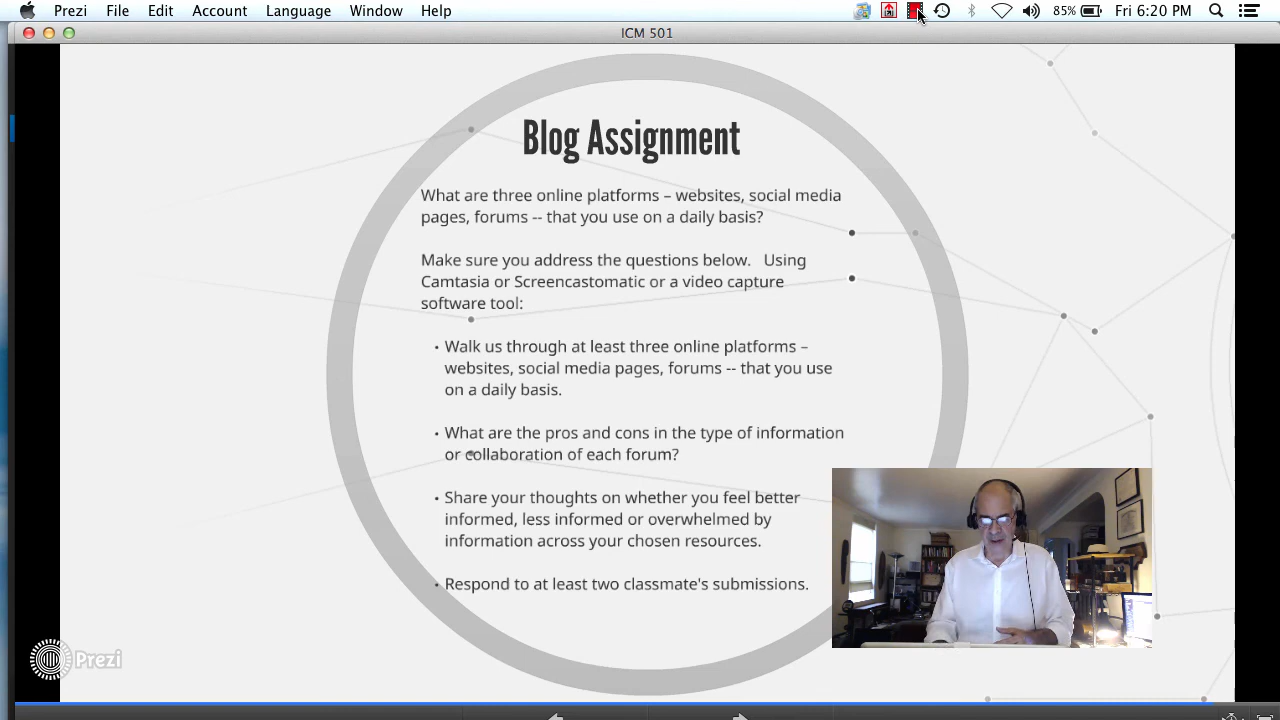 Prezi File Edit Account Language Window Help 85% Fri 6:20 PM
ICM 501
Blog Assignment
What are three online platforms – websites, social media
pages, forums -- that you use on a daily basis?
Make sure you address the questions below. Using
Camtasia or Screencastomatic or a video capture
software tool:
• Walk us through at least three online platforms –
websites, social media pages, forums -- that you use
on a daily basis.
• What are the pros and cons in the type of information
or collaboration of each forum?
• Share your thoughts on whether you feel better
informed, less informed or overwhelmed by
information across your chosen resources.
• Respond to at least two classmate's submissions.
Prezi